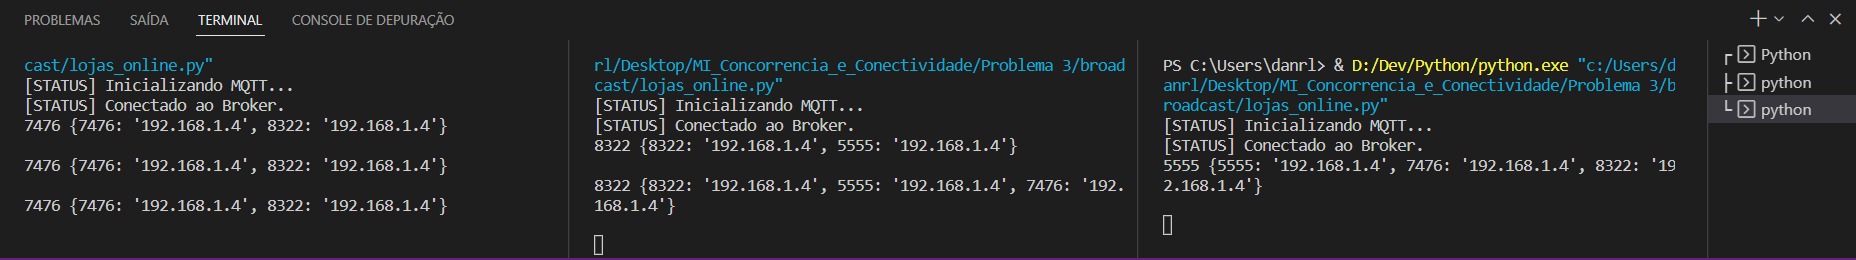 PROBLEMAS SAÍDA TERMINAL CONSOLE DE DEPURAÇÃO
cast/lojas_online.py"
[STATUS] Inicializando MQTT...
[STATUS] Conectado ao Broker.
7476 {7476: '192.168.1.4', 8322: '192.168.1.4'}
7476 {7476: '192.168.1.4', 8322: '192.168.1.4'}
7476 {7476: '192.168.1.4', 8322: '192.168.1.4'}
rl/Desktop/MI_Concorrencia_e_Conectividade/Problema 3/broad
cast/lojas_online.py"
[STATUS] Inicializando MQTT...
[STATUS] Conectado ao Broker.
8322 {8322: '192.168.1.4', 5555: '192.168.1.4'}
8322 {8322: '192.168.1.4', 5555: '192.168.1.4', 7476: '192.
168.1.4'}
PS C:\Users\danrl> & D:/Dev/Python/python.exe "c:/Users/d
anrl/Desktop/MI_Concorrencia_e_Conectividade/Problema 3/b
roadcast/lojas_online.py"
[STATUS] Inicializando MQTT...
[STATUS] Conectado ao Broker.
5555 {5555: '192.168.1.4', 7476: '192.168.1.4', 8322: '19
2.168.1.4'}
Python
python
python